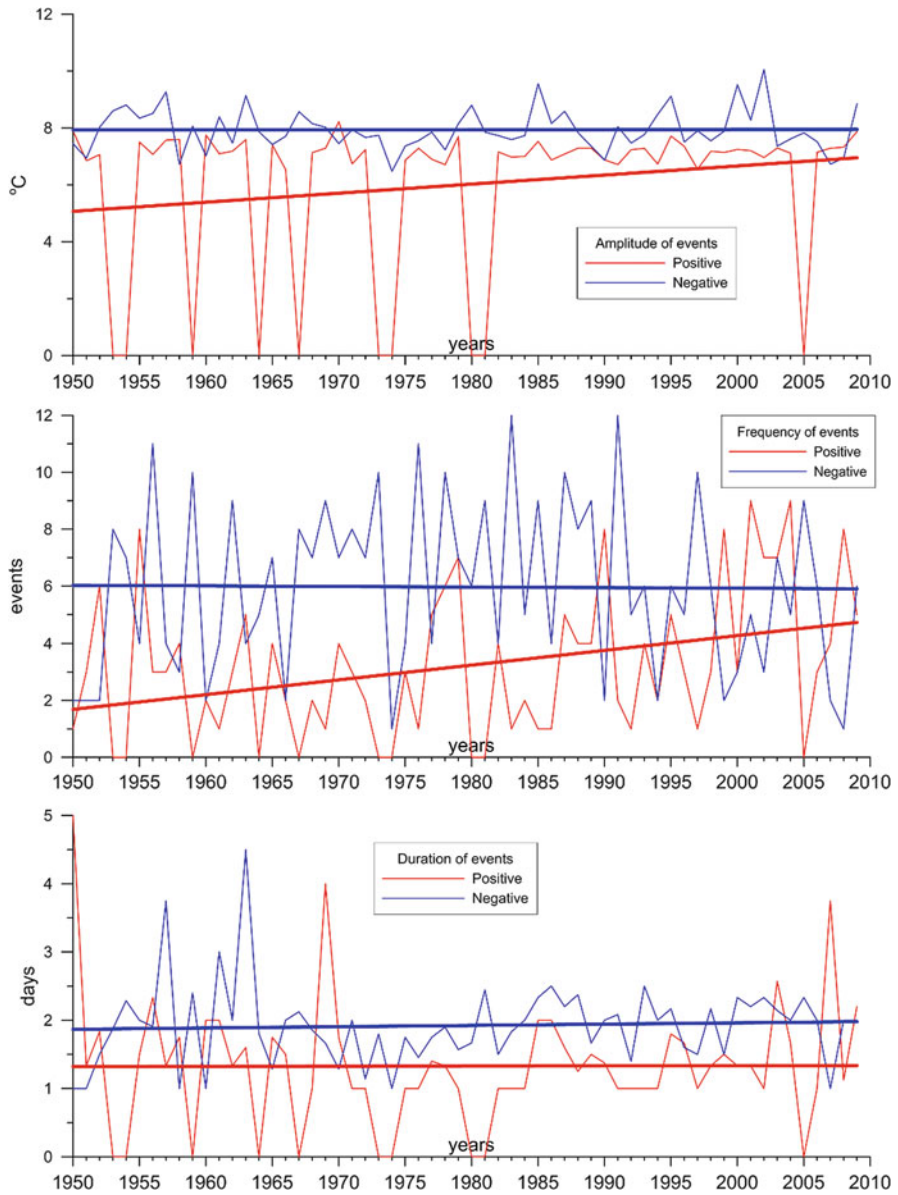 12
8
4
0
°C
Amplitude of events
Positive
Negative
years
1950 1955 1960 1965 1970 1975 1980 1985 1990 1995 2000 2005 2010
12
10
8
6
4
2
0
events
Frequency of events
Positive
Negative
years
1950 1955 1960 1965 1970 1975 1980 1985 1990 1995 2000 2005 2010
5
4
3
2
1
0
days
Duration of events
Positive
Negative
years
1950 1955 1960 1965 1970 1975 1980 1985 1990 1995 2000 2005 2010